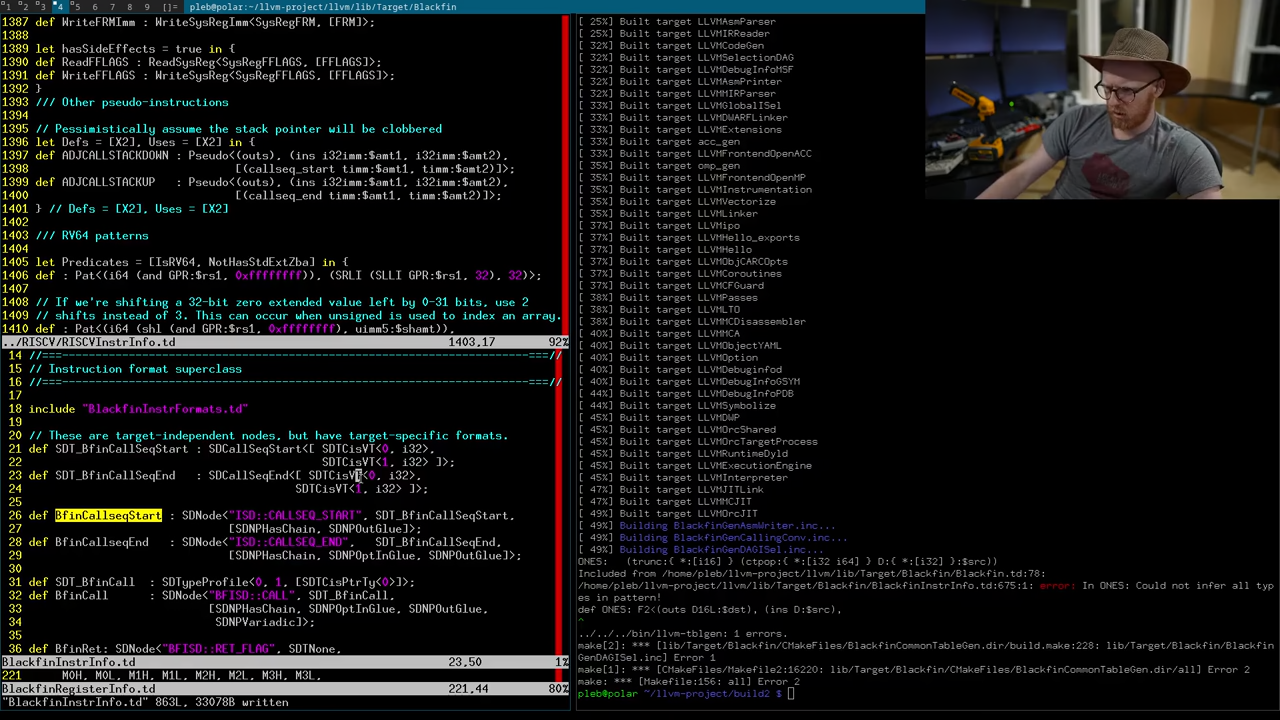 1 2 3 4 5 6 7 8 9 []= pleb@polar:~/llvm-project/llvm/lib/Target/Blackfin
1387 def WriteFRMImm : WriteSysRegImm<SysRegFRM, [FRM]>;
1388
1389 let hasSideEffects = true in {
1390 def ReadFFLAGS : ReadSysReg<SysRegFFLAGS, [FFLAGS]>;
1391 def WriteFFLAGS : WriteSysReg<SysRegFFLAGS, [FFLAGS]>;
1392 }
1393 /// Other pseudo-instructions
1394
1395 // Pessimistically assume the stack pointer will be clobbered
1396 let Defs = [X2], Uses = [X2] in {
1397 def ADJCALLSTACKDOWN : Pseudo<(outs), (ins i32imm:$amt1, i32imm:$amt2),
1398 [(callseq_start timm:$amt1, timm:$amt2)]>;
1399 def ADJCALLSTACKUP : Pseudo<(outs), (ins i32imm:$amt1, i32imm:$amt2),
1400 [(callseq_end timm:$amt1, timm:$amt2)]>;
1401 } // Defs = [X2], Uses = [X2]
1402
1403 /// RV64 patterns
1404
1405 let Predicates = [IsRV64, NotHasStdExtZba] in {
1406 def : Pat<(i64 (and GPR:$rs1, 0xffffffff)), (SRLI (SLLI GPR:$rs1, 32), 32)>;
1407
1408 // If we're shifting a 32-bit zero extended value left by 0-31 bits, use 2
1409 // shifts instead of 3. This can occur when unsigned is used to index an array.
1410 def : Pat<(i64 (shl (and GPR:$rs1, 0xffffffff), uimm5:$shamt)),
../RISCV/RISCVInstrInfo.td 1403,17 92%
14 //===----------------------------------------------------------------------===//
15 // Instruction format superclass
16 //===----------------------------------------------------------------------===//
17
18 include "BlackfinInstrFormats.td"
19
20 // These are target-independent nodes, but have target-specific formats.
21 def SDT_BfinCallSeqStart : SDCallSeqStart<[ SDTCisVT<0, i32>,
22 SDTCisVT<1, i32> ]>;
23 def SDT_BfinCallSeqEnd : SDCallSeqEnd<[ SDTCisVT<0, i32>,
24 SDTCisVT<1, i32> ]>;
25
26 def BfinCallseqStart : SDNode<"ISD::CALLSEQ_START", SDT_BfinCallSeqStart,
27 [SDNPHasChain, SDNPOutGlue]>;
28 def BfinCallseqEnd : SDNode<"ISD::CALLSEQ_END", SDT_BfinCallSeqEnd,
29 [SDNPHasChain, SDNPOptInGlue, SDNPOutGlue]>;
30
31 def SDT_BfinCall : SDTypeProfile<0, 1, [SDTCisPtrTy<0>]>;
32 def BfinCall : SDNode<"BFISD::CALL", SDT_BfinCall,
33 [SDNPHasChain, SDNPOptInGlue, SDNPOutGlue,
34 SDNPVariadic]>;
35
36 def BfinRet: SDNode<"BFISD::RET_FLAG", SDTNone,
BlackfinInstrInfo.td 23,50 1%
221 M0H, M0L, M1H, M1L, M2H, M2L, M3H, M3L,
BlackfinRegisterInfo.td 221,44 80%
"BlackfinInstrInfo.td" 863L, 33078B written
[ 25%] Built target LLVMAsmParser
[ 25%] Built target LLVMIRReader
[ 32%] Built target LLVMCodeGen
[ 32%] Built target LLVMSelectionDAG
[ 32%] Built target LLVMDebugInfoMSF
[ 32%] Built target LLVMAsmPrinter
[ 32%] Built target LLVMMIRParser
[ 33%] Built target LLVMGlobalISel
[ 33%] Built target LLVMDWARFLinker
[ 33%] Built target LLVMExtensions
[ 33%] Built target acc_gen
[ 33%] Built target LLVMFrontendOpenACC
[ 35%] Built target omp_gen
[ 35%] Built target LLVMFrontendOpenMP
[ 35%] Built target LLVMInstrumentation
[ 35%] Built target LLVMVectorize
[ 35%] Built target LLVMLinker
[ 37%] Built target LLVMipo
[ 37%] Built target LLVMHello_exports
[ 37%] Built target LLVMHello
[ 37%] Built target LLVMObjCARCOpts
[ 37%] Built target LLVMCoroutines
[ 37%] Built target LLVMCFGuard
[ 38%] Built target LLVMPasses
[ 38%] Built target LLVMLTO
[ 38%] Built target LLVMMCDisassembler
[ 40%] Built target LLVMMCA
[ 40%] Built target LLVMObjectYAML
[ 40%] Built target LLVMOption
[ 40%] Built target LLVMDebuginfod
[ 40%] Built target LLVMDebugInfoGSYM
[ 44%] Built target LLVMDebugInfoPDB
[ 44%] Built target LLVMSymbolize
[ 45%] Built target LLVMDWP
[ 45%] Built target LLVMOrcShared
[ 45%] Built target LLVMOrcTargetProcess
[ 45%] Built target LLVMRuntimeDyld
[ 45%] Built target LLVMExecutionEngine
[ 45%] Built target LLVMInterpreter
[ 47%] Built target LLVMJITLink
[ 47%] Built target LLVMMCJIT
[ 49%] Built target LLVMOrcJIT
[ 49%] Building BlackfinGenAsmWriter.inc...
[ 49%] Building BlackfinGenCallingConv.inc...
[ 49%] Building BlackfinGenDAGISel.inc...
ONES: (trunc:{ *:[i16] } (ctpop:{ *:[i32 i64] } D:{ *:[i32] }:$src))
Included from /home/pleb/llvm-project/llvm/lib/Target/Blackfin/Blackfin.td:78:
/home/pleb/llvm-project/llvm/lib/Target/Blackfin/BlackfinInstrInfo.td:675:1: error: In ONES: Could not infer all typ
es in pattern!
def ONES: F2<(outs D16L:$dst), (ins D:$src),
^
../../../bin/llvm-tblgen: 1 errors.
make[2]: *** [lib/Target/Blackfin/CMakeFiles/BlackfinCommonTableGen.dir/build.make:228: lib/Target/Blackfin/Blackfin
GenDAGISel.inc] Error 1
make[1]: *** [CMakeFiles/Makefile2:16220: lib/Target/Blackfin/CMakeFiles/BlackfinCommonTableGen.dir/all] Error 2
make: *** [Makefile:156: all] Error 2
pleb@polar ~/llvm-project/build2 $